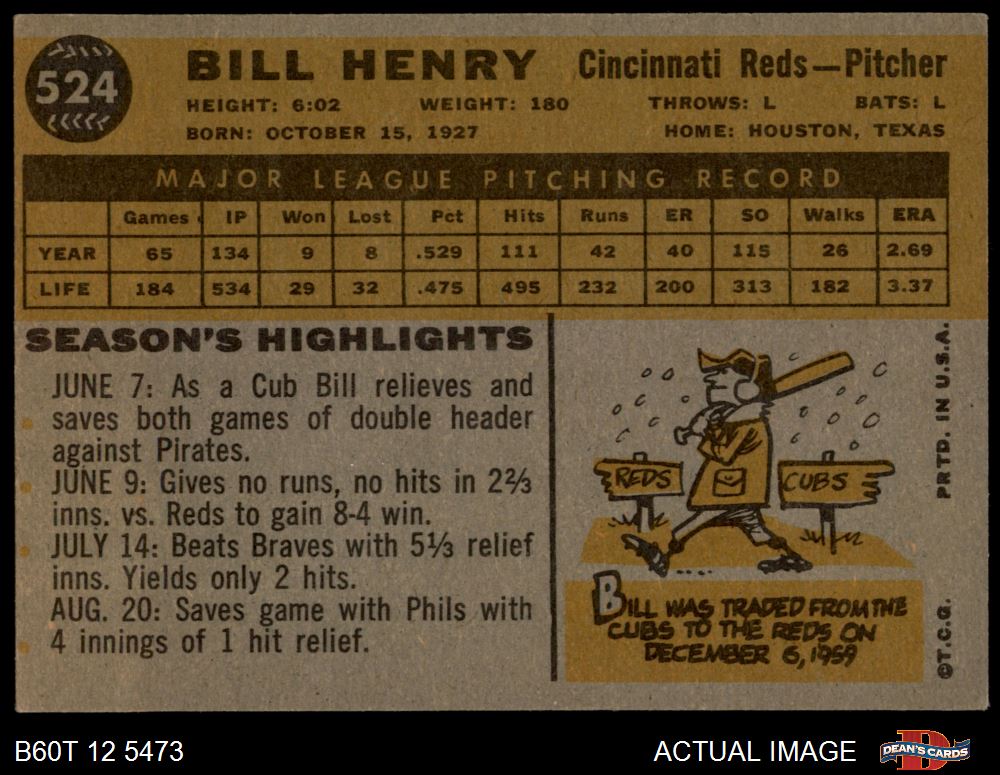 524
BILL HENRY Cincinnati Reds—Pitcher
HEIGHT: 6:02 WEIGHT: 180 THROWS: L BATS: L
BORN: OCTOBER 15, 1927 HOME: HOUSTON, TEXAS
MAJOR LEAGUE PITCHING RECORD
Games IP Won Lost Pct Hits Runs ER SO Walks ERA
YEAR 65 134 9 8 .529 111 42 40 115 26 2.69
LIFE 184 534 29 32 .475 495 232 200 313 182 3.37
SEASON'S HIGHLIGHTS
JUNE 7: As a Cub Bill relieves and
saves both games of double header
against Pirates.
JUNE 9: Gives no runs, no hits in 2⅔
inns. vs. Reds to gain 8-4 win.
JULY 14: Beats Braves with 5⅓ relief
inns. Yields only 2 hits.
AUG. 20: Saves game with Phils with
4 innings of 1 hit relief.
REDS
CUBS
BILL WAS TRADED FROM THE
CUBS TO THE REDS ON
DECEMBER 6, 1959
©T.C.G. PRTD. IN U.S.A.
B60T 12 5473
ACTUAL IMAGE
DEAN'S CARDS